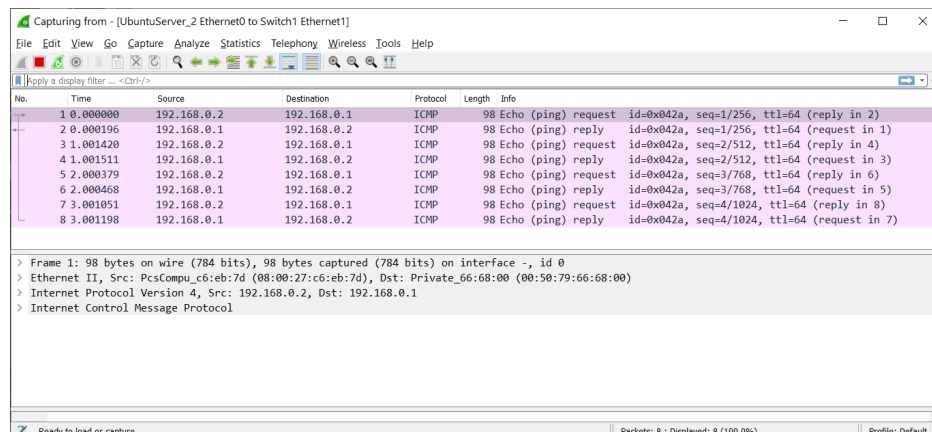 Capturing from - [UbuntuServer_2 Ethernet0 to Switch1 Ethernet1]
File Edit View Go Capture Analyze Statistics Telephony Wireless Tools Help
Apply a display filter ... <Ctrl-/>
No. Time Source Destination Protocol Length Info
1 0.000000 192.168.0.2 192.168.0.1 ICMP 98 Echo (ping) request id=0x042a, seq=1/256, ttl=64 (reply in 2)
2 0.000196 192.168.0.1 192.168.0.2 ICMP 98 Echo (ping) reply id=0x042a, seq=1/256, ttl=64 (request in 1)
3 1.001420 192.168.0.2 192.168.0.1 ICMP 98 Echo (ping) request id=0x042a, seq=2/512, ttl=64 (reply in 4)
4 1.001511 192.168.0.1 192.168.0.2 ICMP 98 Echo (ping) reply id=0x042a, seq=2/512, ttl=64 (request in 3)
5 2.000379 192.168.0.2 192.168.0.1 ICMP 98 Echo (ping) request id=0x042a, seq=3/768, ttl=64 (reply in 6)
6 2.000468 192.168.0.1 192.168.0.2 ICMP 98 Echo (ping) reply id=0x042a, seq=3/768, ttl=64 (request in 5)
7 3.001051 192.168.0.2 192.168.0.1 ICMP 98 Echo (ping) request id=0x042a, seq=4/1024, ttl=64 (reply in 8)
8 3.001198 192.168.0.1 192.168.0.2 ICMP 98 Echo (ping) reply id=0x042a, seq=4/1024, ttl=64 (request in 7)
> Frame 1: 98 bytes on wire (784 bits), 98 bytes captured (784 bits) on interface -, id 0
> Ethernet II, Src: PcsCompu_c6:eb:7d (08:00:27:c6:eb:7d), Dst: Private_66:68:00 (00:50:79:66:68:00)
> Internet Protocol Version 4, Src: 192.168.0.2, Dst: 192.168.0.1
> Internet Control Message Protocol
Ready to load or capture Packets: 8 · Displayed: 8 (100.0%) Profile: Default